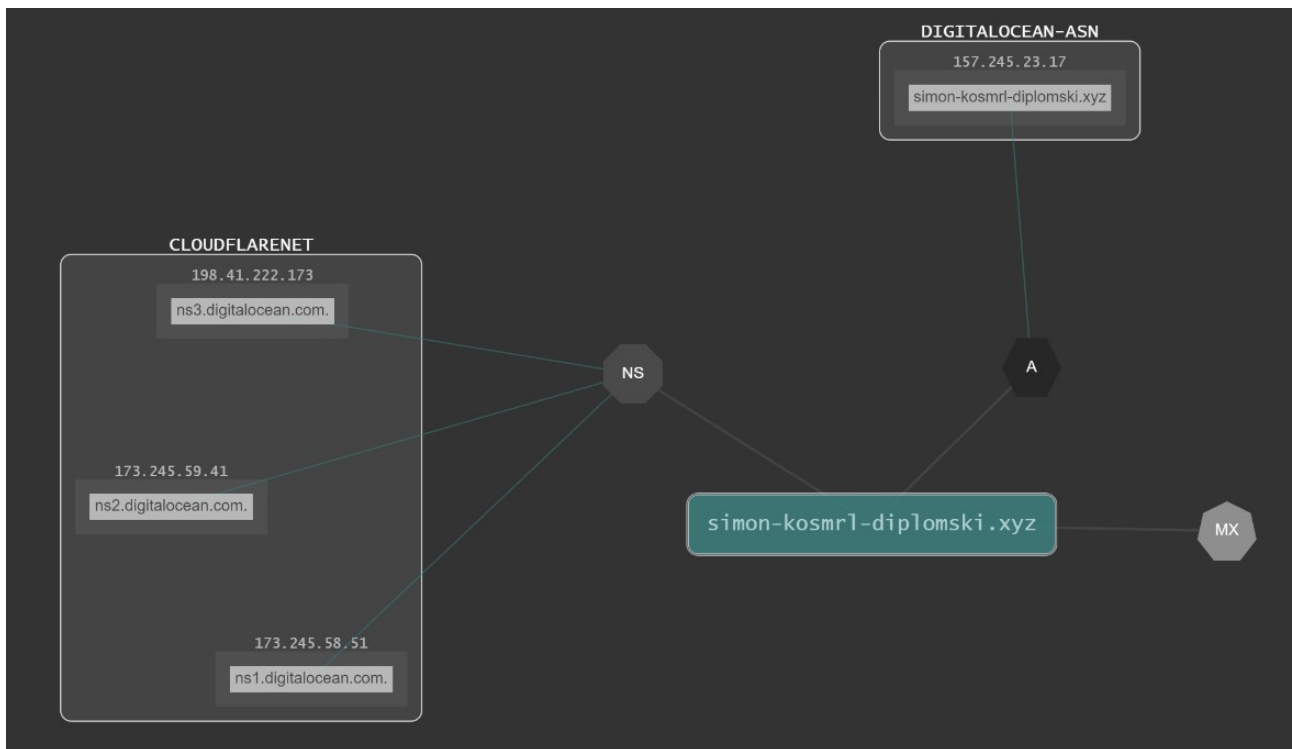 DIGITALOCEAN-ASN
157.245.23.17
simon-kosmrl-diplomski.xyz
CLOUDFLARENET
198.41.222.173
ns3.digitalocean.com.
NS
A
173.245.59.41
ns2.digitalocean.com.
simon-kosmrl-diplomski.xyz
MX
173.245.58.51
ns1.digitalocean.com.